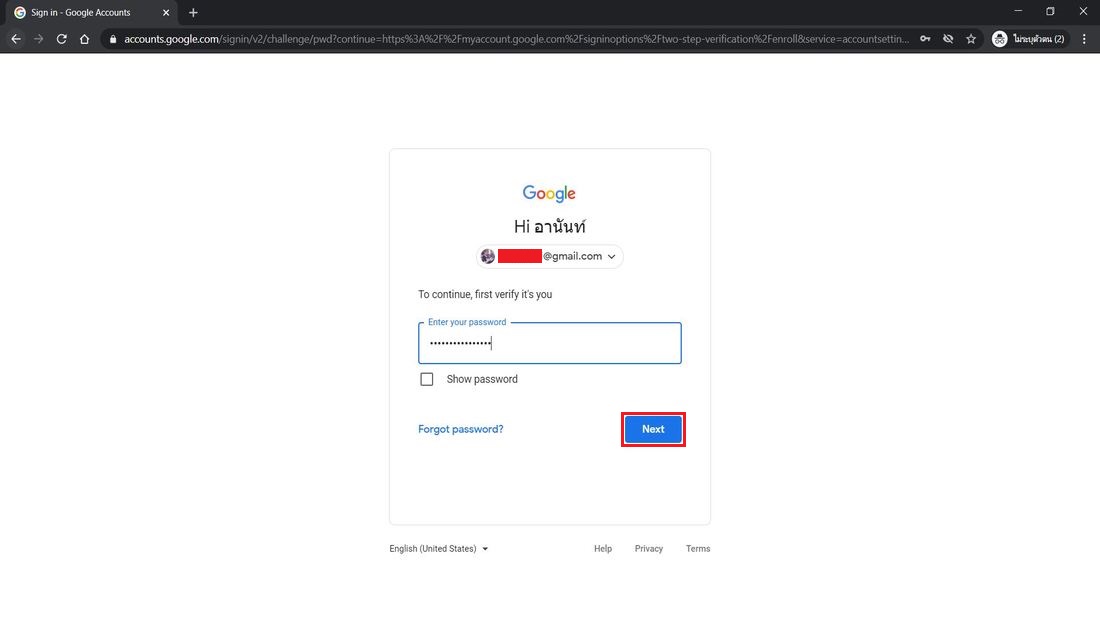 Sign in - Google Accounts
accounts.google.com/signin/v2/challenge/pwd?continue=https%3A%2F%2Fmyaccount.google.com%2Fsigninoptions%2Ftwo-step-verification%2Fenroll&service=accountsettin...
ไม่ระบุตัวตน (2)
Google
Hi อานันท์
@gmail.com
To continue, first verify it's you
Enter your password
••••••••••••••••
Show password
Forgot password?
Next
English (United States)
Help Privacy Terms